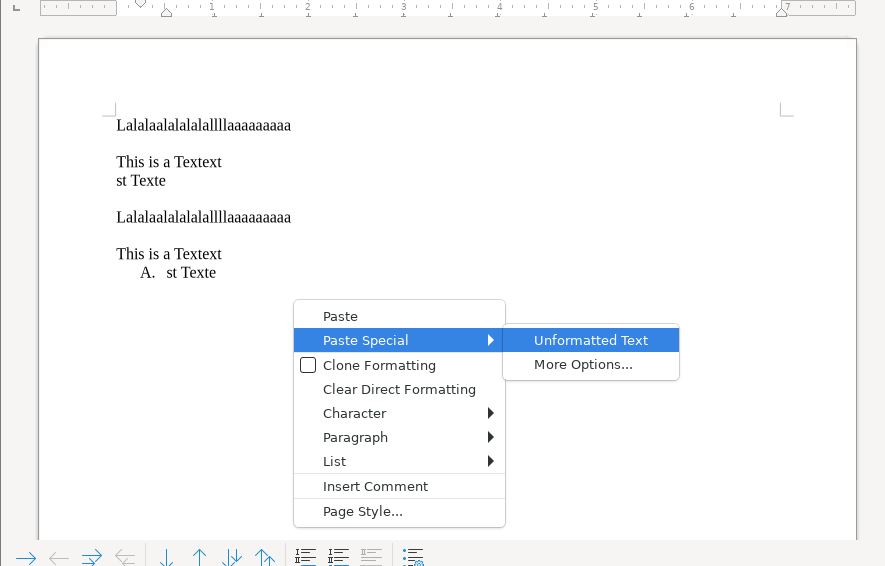 1 2 3 4 5 6 7
Lalalaalalalalallllaaaaaaaaa
This is a Textext
st Texte
Lalalaalalalalallllaaaaaaaaa
This is a Textext
A. st Texte
Paste
Paste Special
Unformatted Text
Clone Formatting
More Options...
Clear Direct Formatting
Character
Paragraph
List
Insert Comment
Page Style...